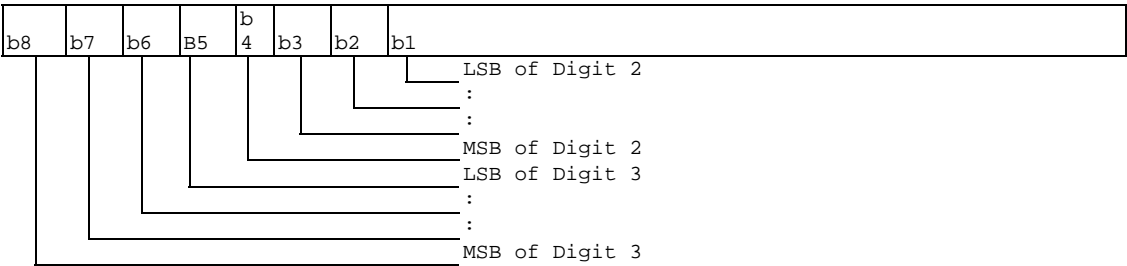 b8 b7 b6 B5 b 4 b3 b2 b1
LSB of Digit 2
:
:
MSB of Digit 2
LSB of Digit 3
:
:
MSB of Digit 3